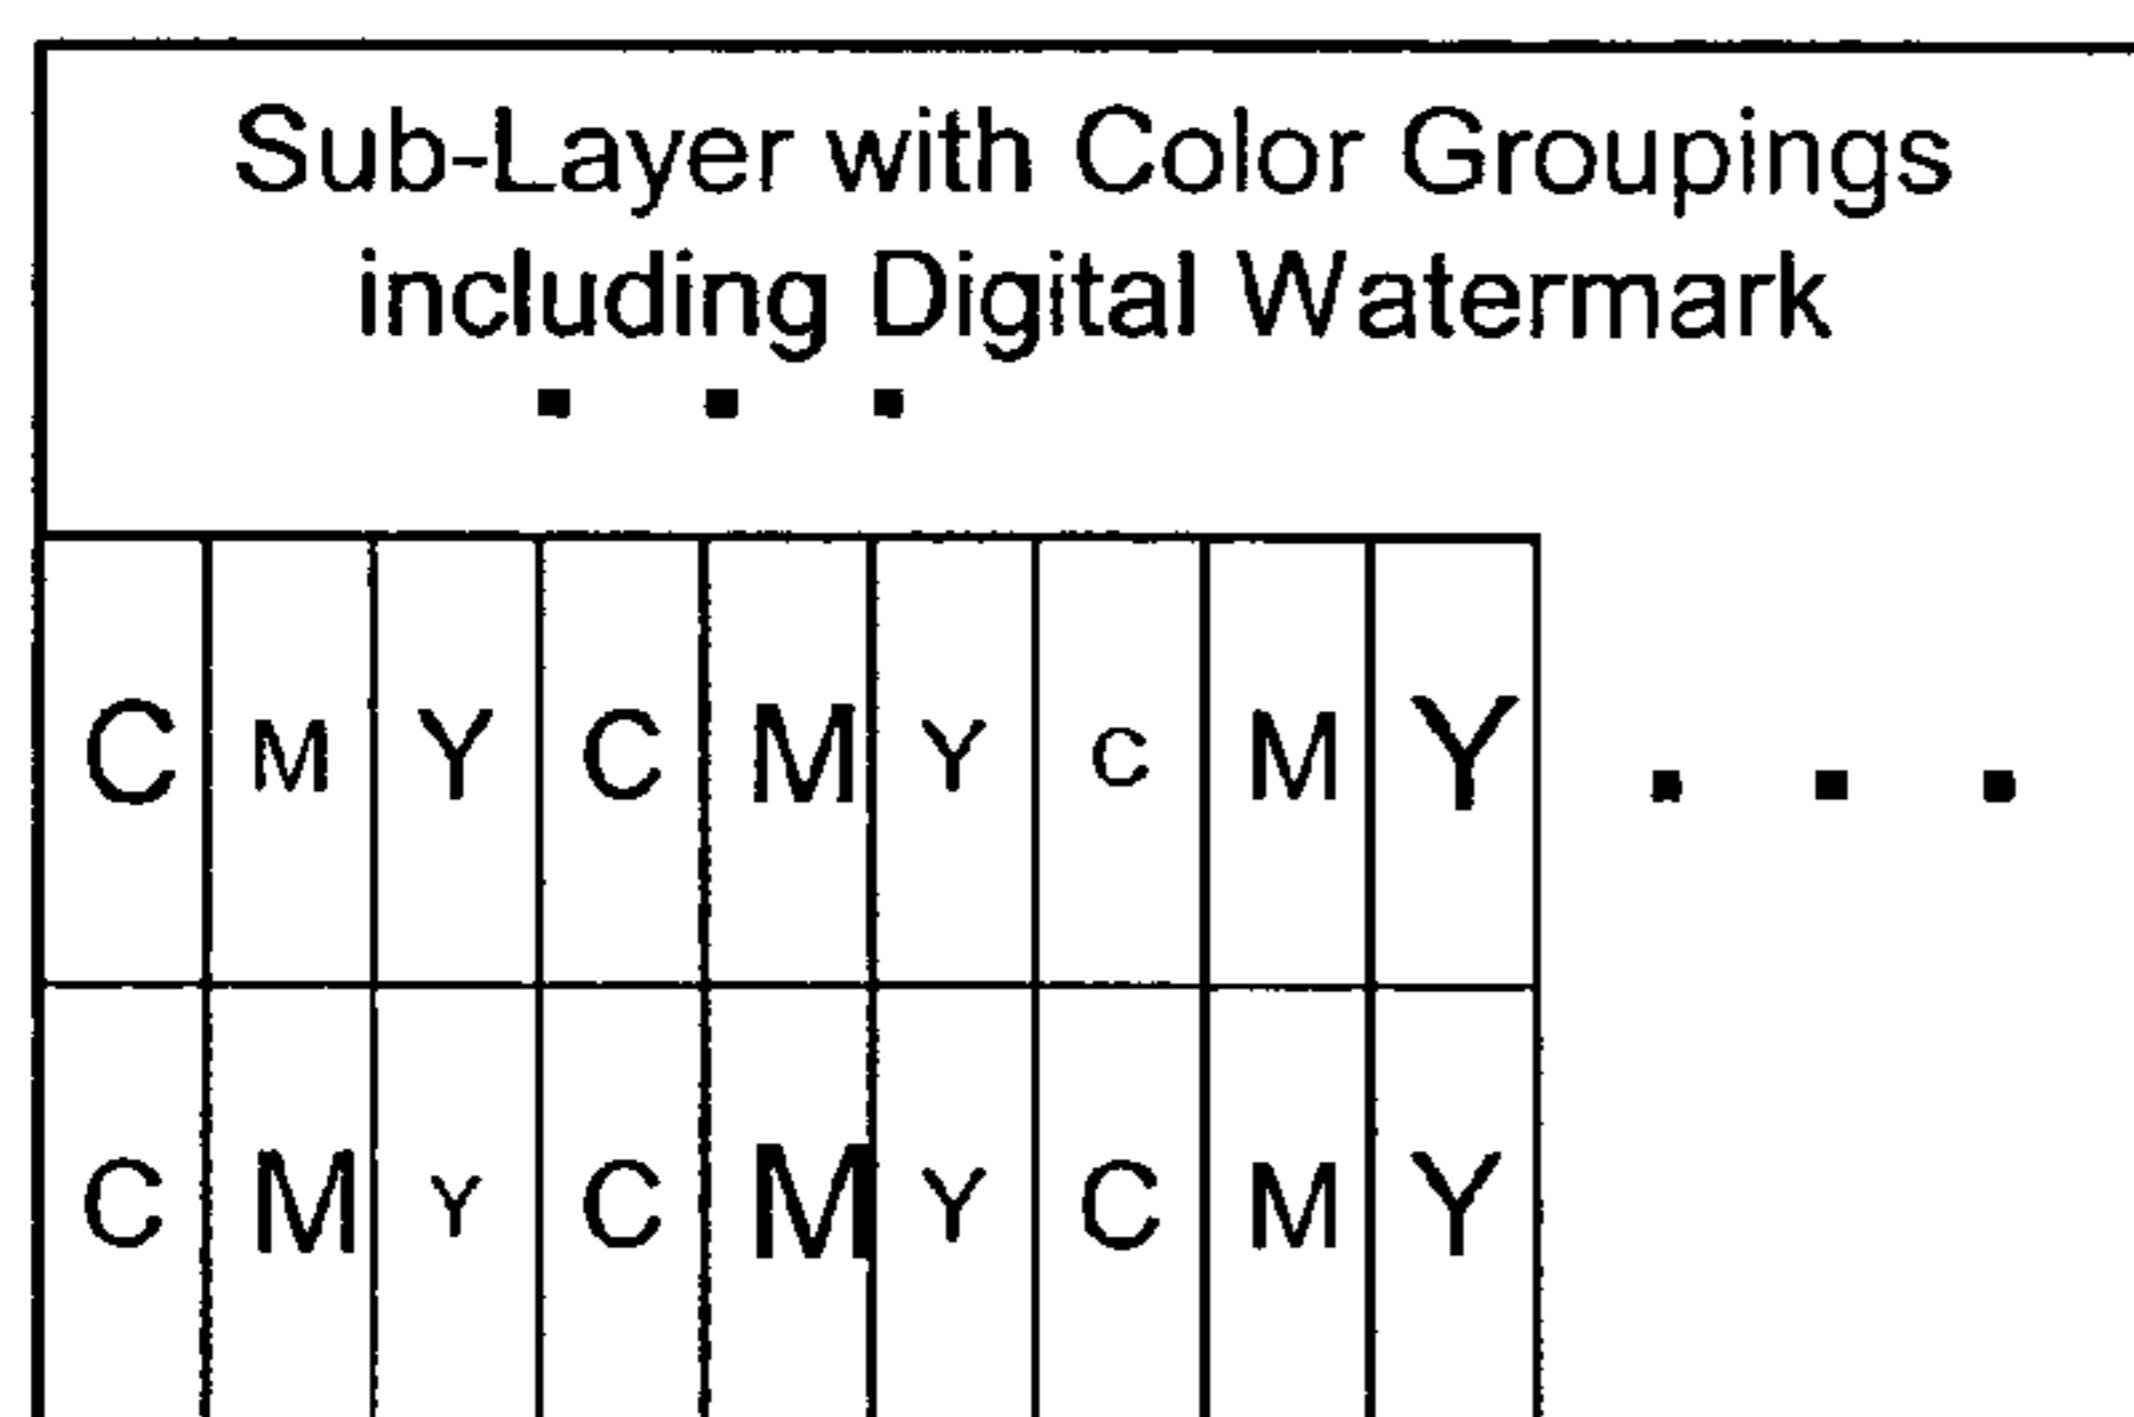 Sub-Layer with Color Groupings
including Digital Watermark
▪ ▪ ▪
C M Y C M Y C M Y ▪ ▪ ▪
C M Y C M Y C M Y